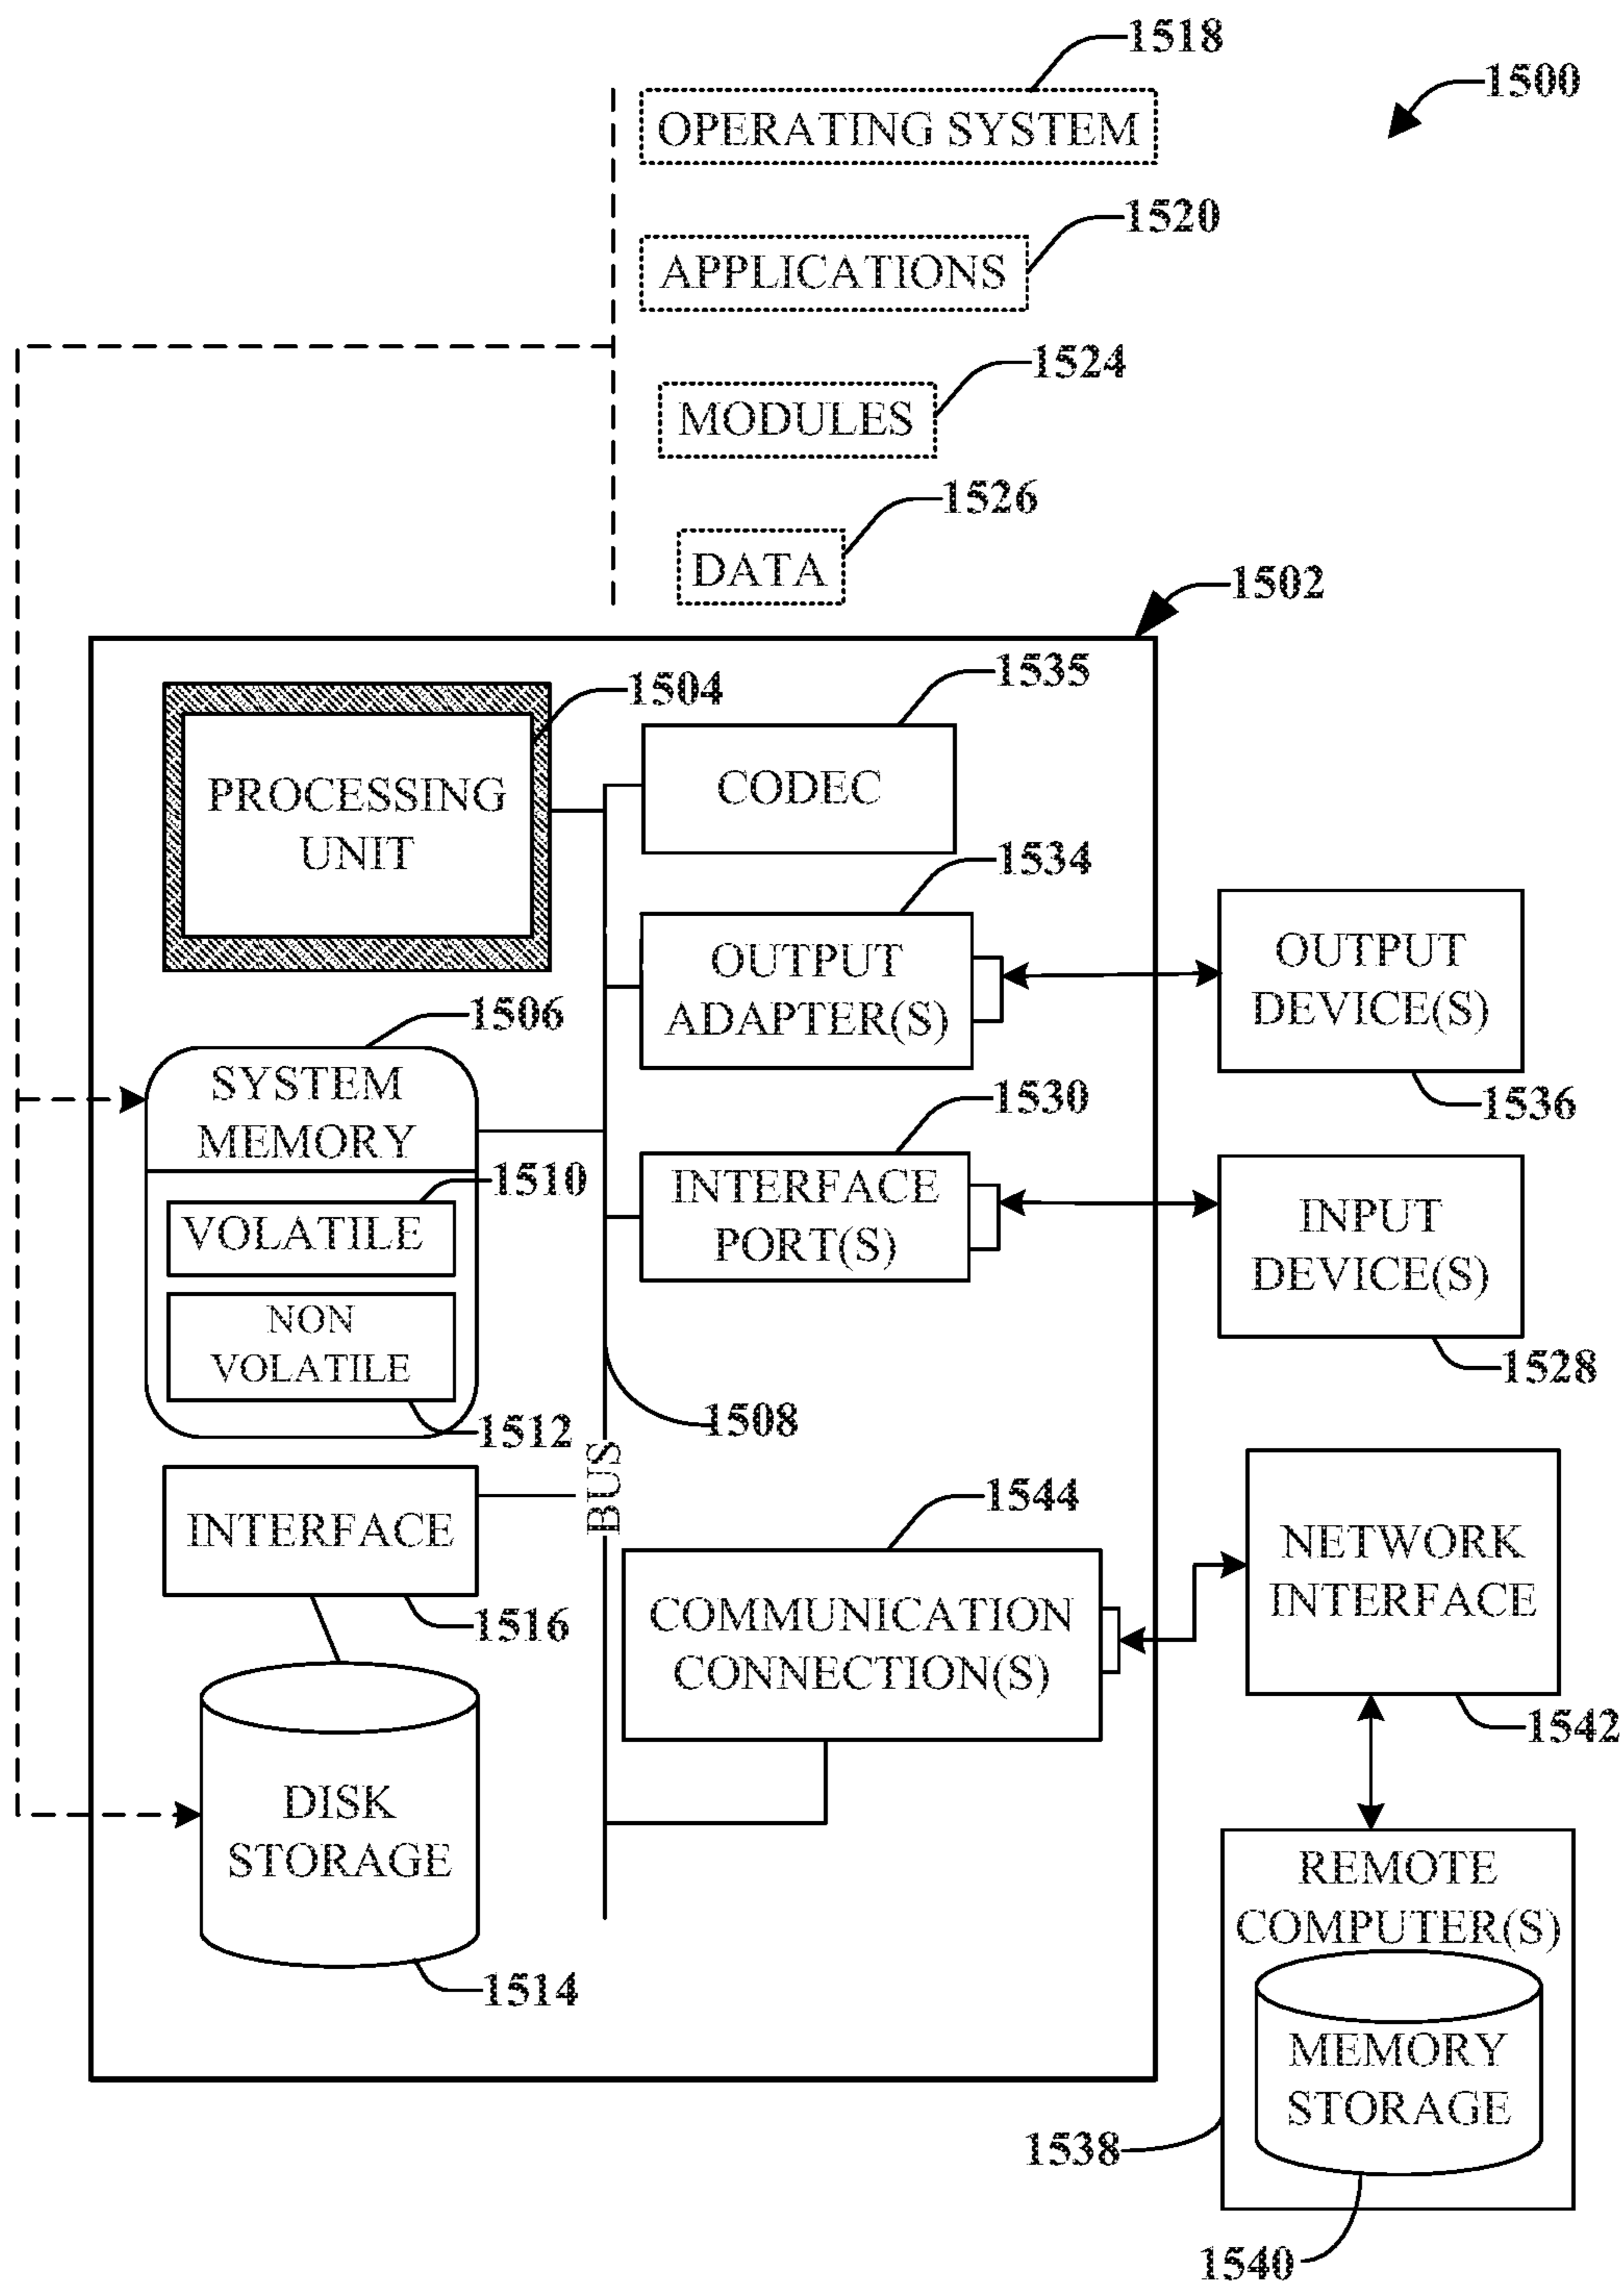 1518
1500
OPERATING SYSTEM
1520
APPLICATIONS
1524
MODULES
1526
DATA
1502
1535
1504
PROCESSING
UNIT
CODEC
1534
OUTPUT
ADAPTER(S)
OUTPUT
DEVICE(S)
1536
1506
SYSTEM
MEMORY
1530
1510
INTERFACE
PORT(S)
VOLATILE
INPUT
DEVICE(S)
1528
NON
VOLATILE
1512
1508
BUS
1544
INTERFACE
1516
COMMUNICATION
CONNECTION(S)
NETWORK
INTERFACE
1542
DISK
STORAGE
1514
REMOTE
COMPUTER(S)
MEMORY
STORAGE
1538
1540